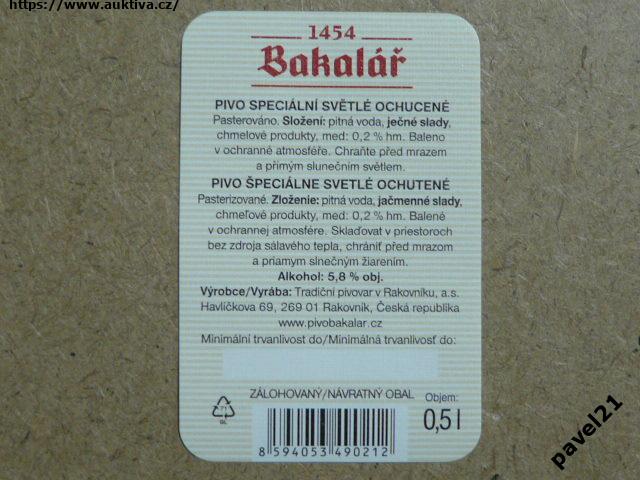 https://www.auktiva.cz/
1454
Bakalář
PIVO SPECIÁLNÍ SVĚTLÉ OCHUCENÉ
Pasterováno. Složení: pitná voda, ječné slady,
chmelové produkty, med: 0,2 % hm. Baleno
v ochranné atmosféře. Chraňte před mrazem
a přímým slunečním světlem.
PIVO ŠPECIÁLNE SVETLÉ OCHUTENÉ
Pasterizované. Zloženie: pitná voda, jačmenné slady,
chmeľové produkty, med: 0,2 % hm. Balené
v ochrannej atmosfére. Skladovať v priestoroch
bez zdroja sálavého tepla, chrániť pred mrazom
a priamym slnečným žiarením.
Alkohol: 5,8 % obj.
Výrobce/Vyrába: Tradiční pivovar v Rakovníku, a.s.
Havlíčkova 69, 269 01 Rakovník, Česká republika
www.pivobakalar.cz
Minimální trvanlivost do/Minimálná trvanlivosť do:
ZÁLOHOVANÝ/NÁVRATNÝ OBAL
Objem:
0,5 l
71
GL
8 594053 490212
pavel21